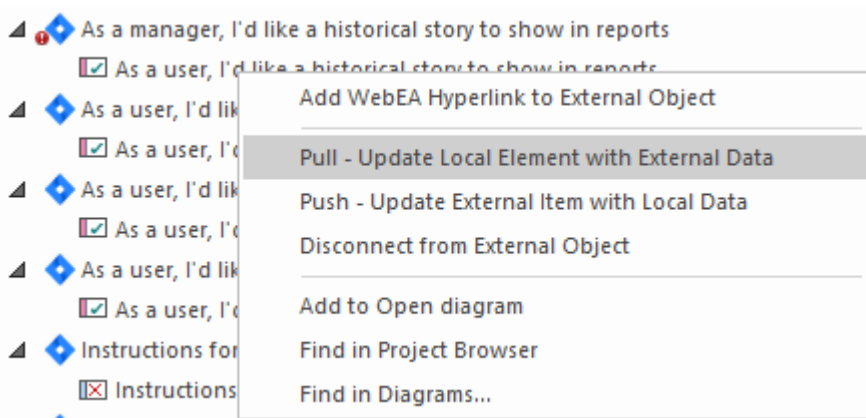 As a manager, I'd like a historical story to show in reports
As a user, I'd like a historical story to show in reports
Add WebEA Hyperlink to External Object
As a user, I'd lik
As a user, I'd
Pull - Update Local Element with External Data
As a user, I'd lik
Push - Update External Item with Local Data
As a user, I'd
Disconnect from External Object
As a user, I'd lik
As a user, I'd
Add to Open diagram
Instructions for
Find in Project Browser
Instructions
Find in Diagrams...